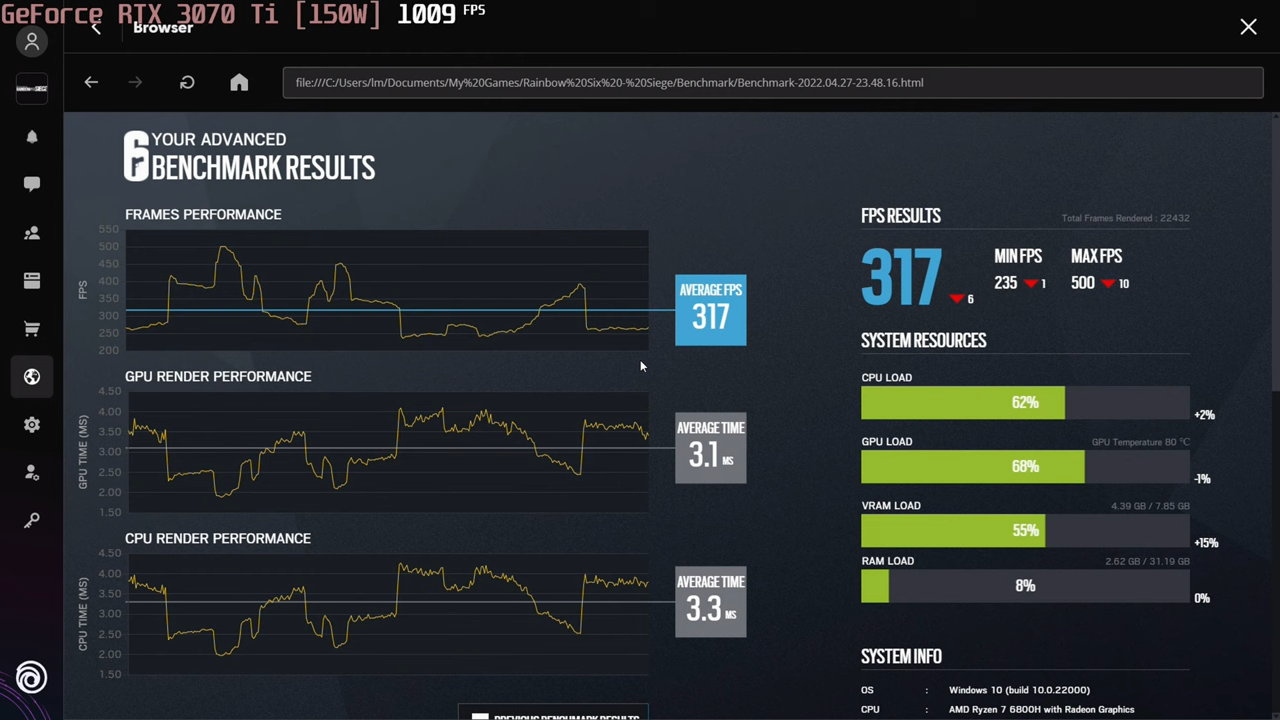 GeForce RTX 3070 Ti [150W] 1009 FPS
Browser
file:///C:/Users/lm/Documents/My%20Games/Rainbow%20Six%20-%20Siege/Benchmark/Benchmark-2022.04.27-23.48.16.html
YOUR ADVANCED
BENCHMARK RESULTS
FRAMES PERFORMANCE
550
500
450
400
350
300
250
200
FPS
AVERAGE FPS
317
GPU RENDER PERFORMANCE
4.50
4.00
3.50
3.00
2.50
2.00
1.50
GPU TIME (MS)
AVERAGE TIME
3.1 MS
CPU RENDER PERFORMANCE
4.50
4.00
3.50
3.00
2.50
2.00
1.50
CPU TIME (MS)
AVERAGE TIME
3.3 MS
PREVIOUS BENCHMARK RESULTS
FPS RESULTS
Total Frames Rendered : 22432
317 6
MIN FPS
235 1
MAX FPS
500 10
SYSTEM RESOURCES
CPU LOAD
62%
+2%
GPU LOAD
GPU Temperature 80 °C
68%
-1%
VRAM LOAD
4.39 GB / 7.85 GB
55%
+15%
RAM LOAD
2.62 GB / 31.19 GB
8%
0%
SYSTEM INFO
OS : Windows 10 (build 10.0.22000)
CPU : AMD Ryzen 7 6800H with Radeon Graphics